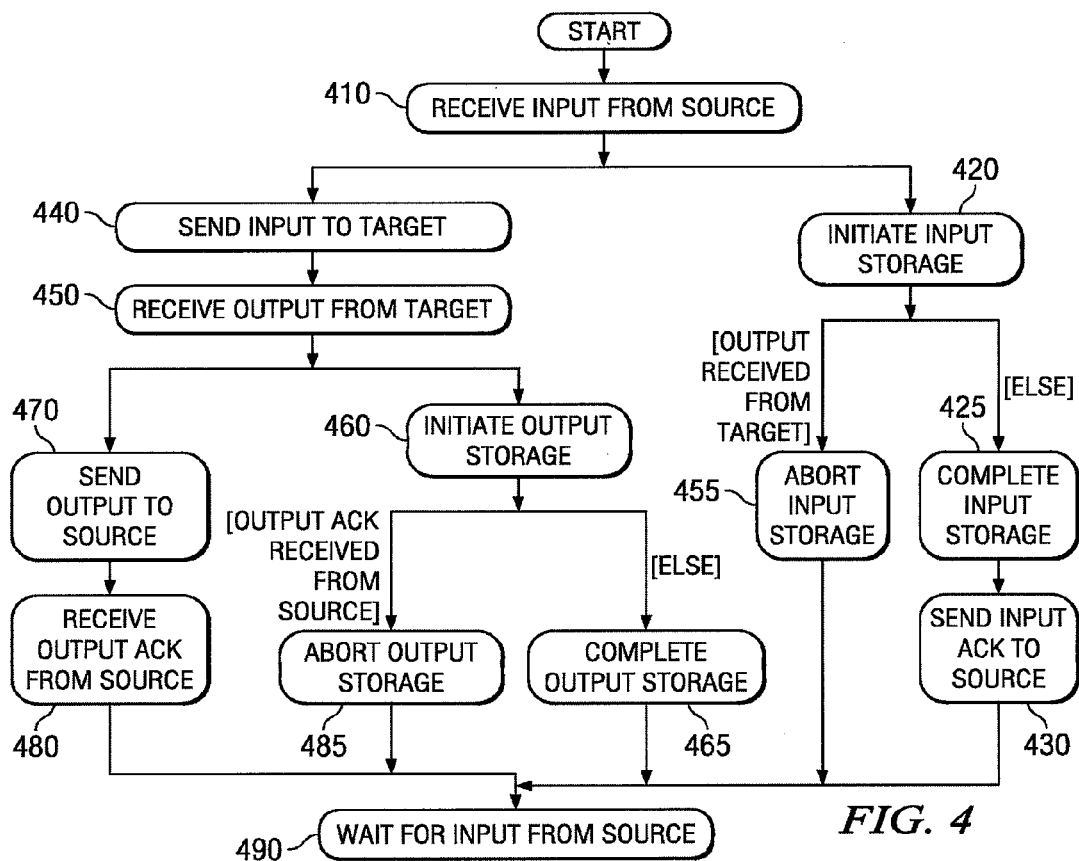 START
410
RECEIVE INPUT FROM SOURCE
440
SEND INPUT TO TARGET
420
INITIATE INPUT
STORAGE
450
RECEIVE OUTPUT FROM TARGET
[OUTPUT
RECEIVED
FROM
TARGET]
[ELSE]
470
SEND
OUTPUT TO
SOURCE
460
INITIATE OUTPUT
STORAGE
455
ABORT
INPUT
STORAGE
425
COMPLETE
INPUT
STORAGE
[OUTPUT ACK
RECEIVED
FROM
SOURCE]
[ELSE]
RECEIVE
OUTPUT ACK
FROM SOURCE
480
ABORT OUTPUT
STORAGE
485
COMPLETE
OUTPUT STORAGE
465
SEND INPUT
ACK TO
SOURCE
430
490
WAIT FOR INPUT FROM SOURCE
FIG. 4